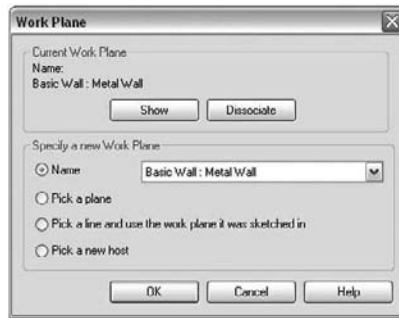 Work Plane
Current Work Plane
Name:
Basic Wall : Metal Wall
Show Dissociate
Specify a new Work Plane
Name Basic Wall : Metal Wall
Pick a plane
Pick a line and use the work plane it was sketched in
Pick a new host
OK Cancel Help